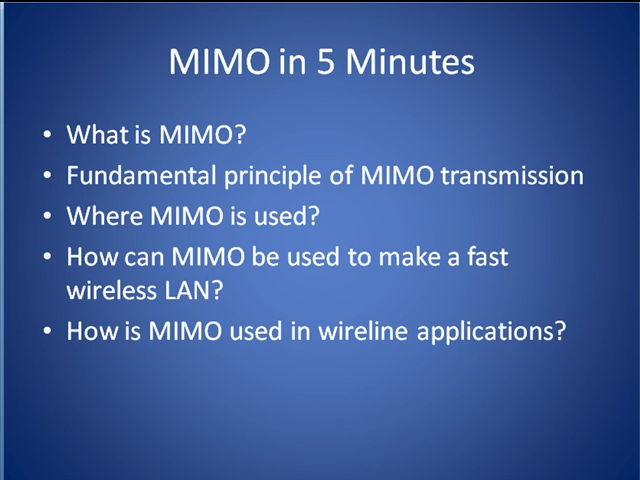 MIMO in 5 Minutes
• What is MIMO?
• Fundamental principle of MIMO transmission
• Where MIMO is used?
• How can MIMO be used to make a fast
wireless LAN?
• How is MIMO used in wireline applications?